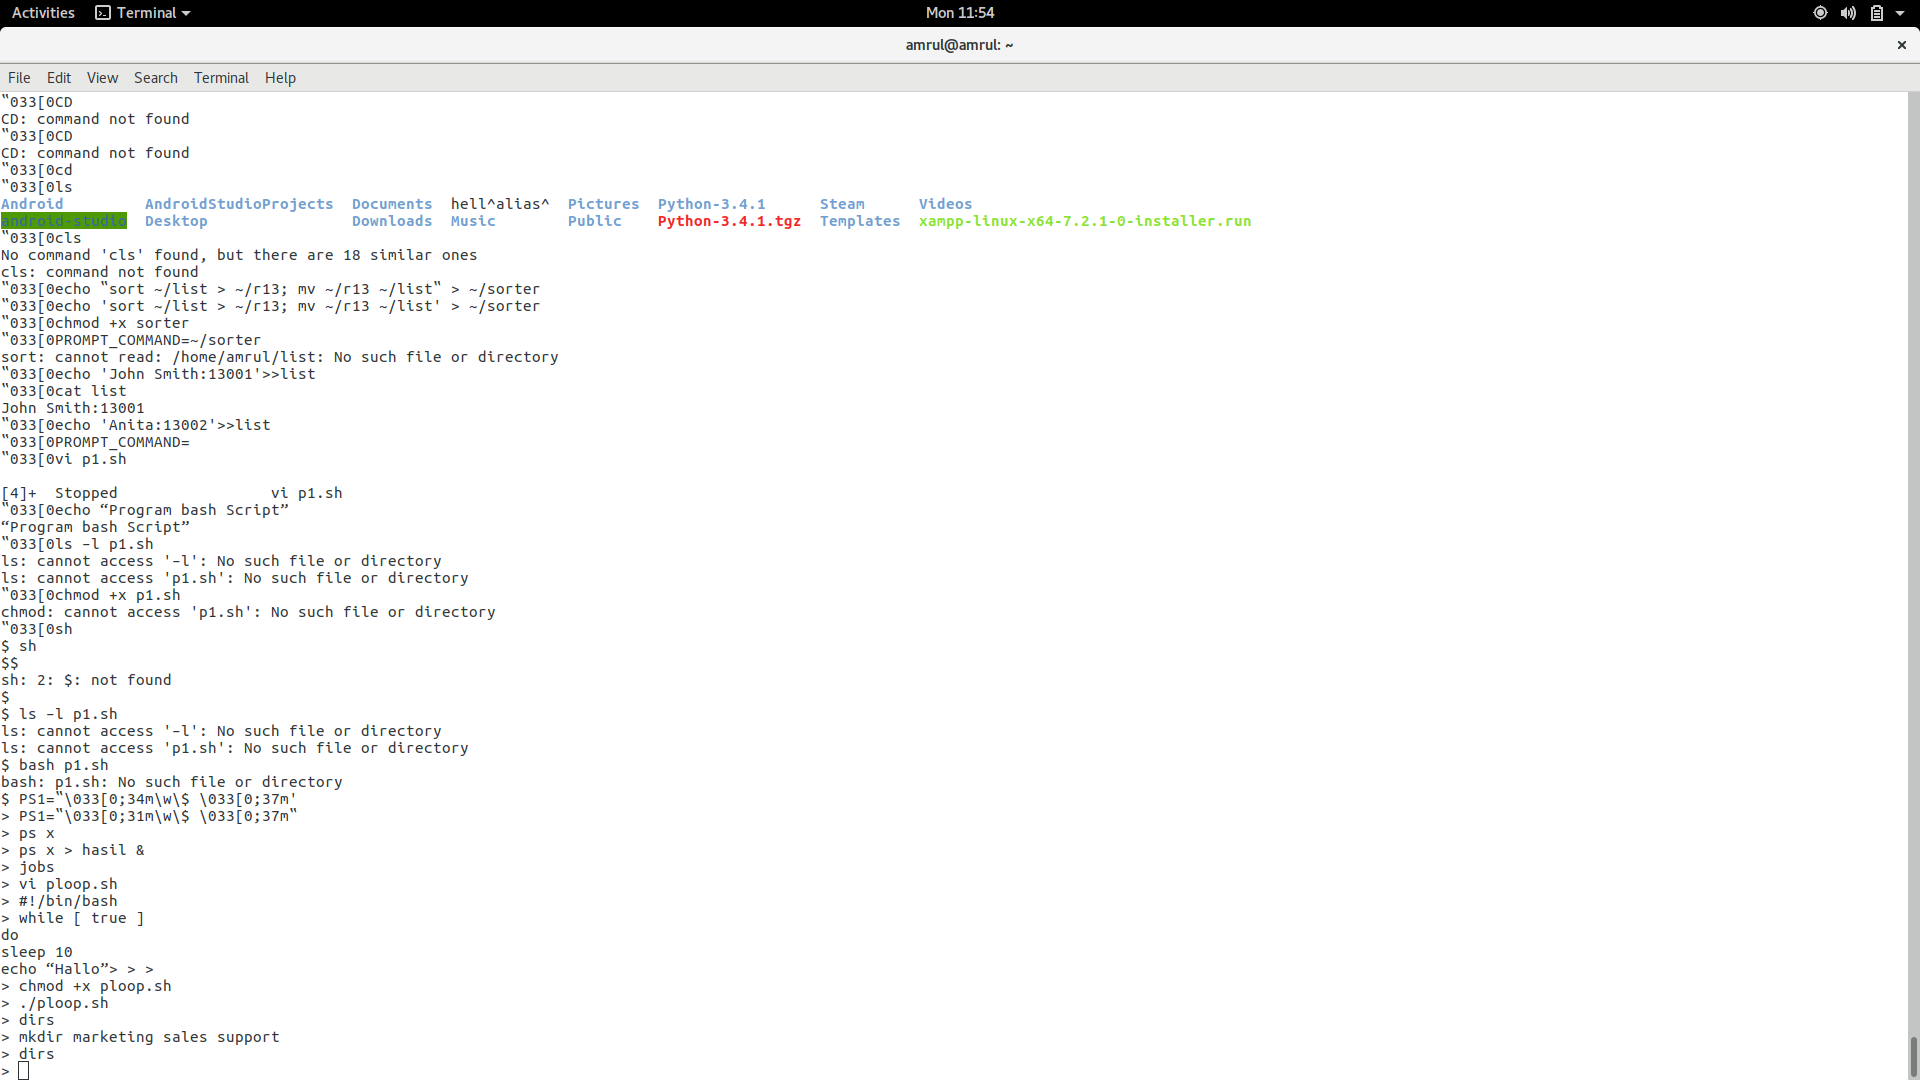 Activities Terminal Mon 11:54
amrul@amrul: ~ ×
File Edit View Search Terminal Help
‟033[0CD
CD: command not found
‟033[0CD
CD: command not found
‟033[0cd
‟033[0ls
Android AndroidStudioProjects Documents hell^alias^ Pictures Python-3.4.1 Steam Videos
android-studio Desktop Downloads Music Public Python-3.4.1.tgz Templates xampp-linux-x64-7.2.1-0-installer.run
‟033[0cls
No command 'cls' found, but there are 18 similar ones
cls: command not found
‟033[0echo ‟sort ~/list > ~/r13; mv ~/r13 ~/list‟ > ~/sorter
‟033[0echo 'sort ~/list > ~/r13; mv ~/r13 ~/list' > ~/sorter
‟033[0chmod +x sorter
‟033[0PROMPT_COMMAND=~/sorter
sort: cannot read: /home/amrul/list: No such file or directory
‟033[0echo 'John Smith:13001'>>list
‟033[0cat list
John Smith:13001
‟033[0echo 'Anita:13002'>>list
‟033[0PROMPT_COMMAND=
‟033[0vi p1.sh
[4]+ Stopped vi p1.sh
‟033[0echo “Program bash Script”
“Program bash Script”
‟033[0ls –l p1.sh
ls: cannot access '–l': No such file or directory
ls: cannot access 'p1.sh': No such file or directory
‟033[0chmod +x p1.sh
chmod: cannot access 'p1.sh': No such file or directory
‟033[0sh
$ sh
$$
sh: 2: $: not found
$
$ ls –l p1.sh
ls: cannot access '–l': No such file or directory
ls: cannot access 'p1.sh': No such file or directory
$ bash p1.sh
bash: p1.sh: No such file or directory
$ PS1=‟\033[0;34m\w\$ \033[0;37m'
> PS1=‟\033[0;31m\w\$ \033[0;37m‟
> ps x
> ps x > hasil &
> jobs
> vi ploop.sh
> #!/bin/bash
> while [ true ]
do
sleep 10
echo “Hallo”> > >
> chmod +x ploop.sh
> ./ploop.sh
> dirs
> mkdir marketing sales support
> dirs
>